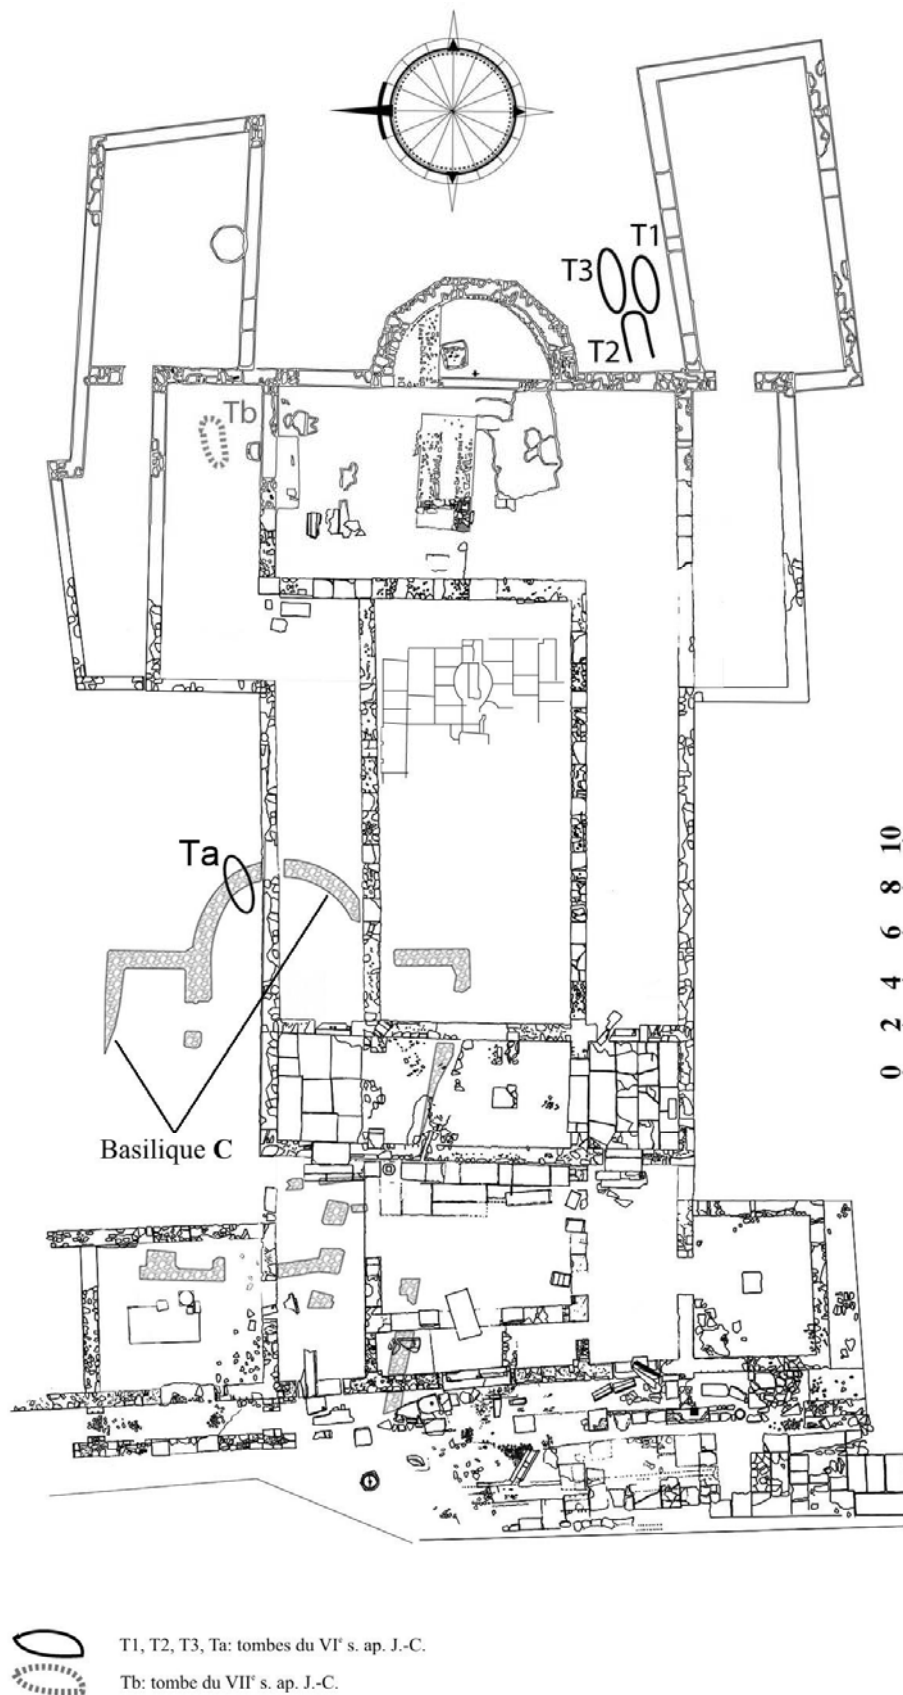 T1
T3
T2
Tb
Ta
Basilique C
0 2 4 6 8 10
T1, T2, T3, Ta: tombes du VIᵉ s. ap. J.-C.
Tb: tombe du VIIᵉ s. ap. J.-C.